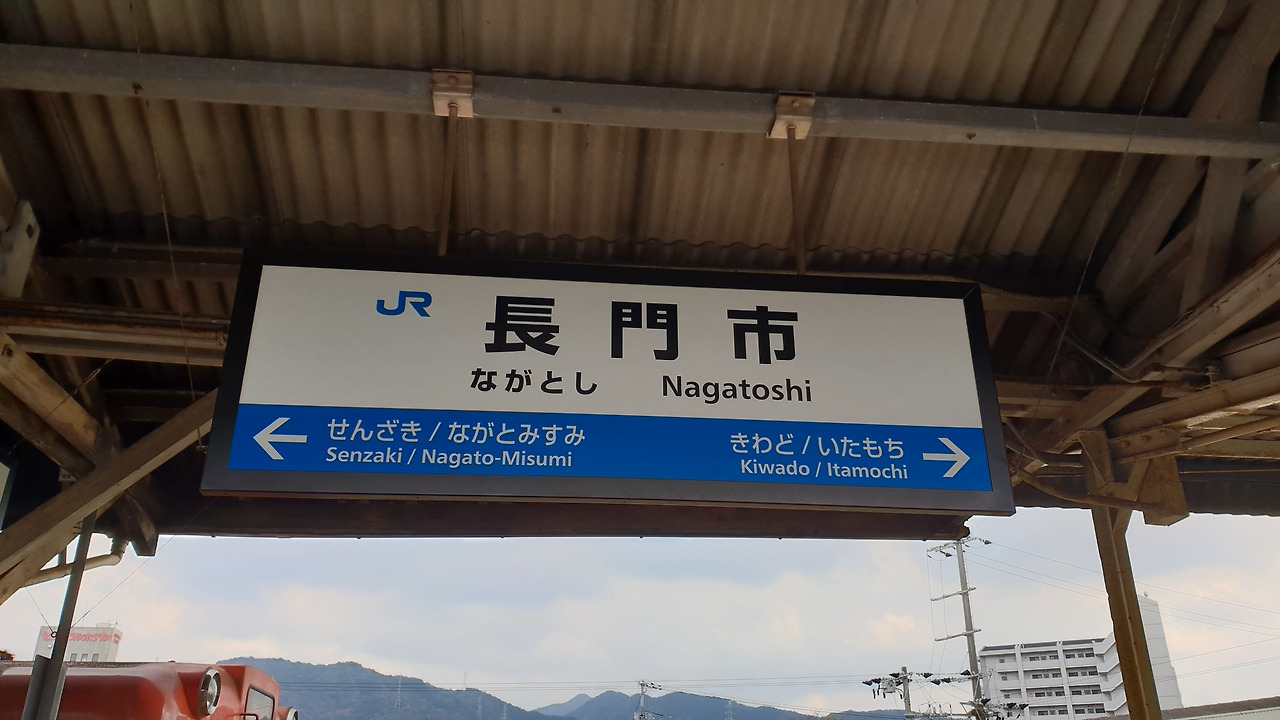 JR 長門市
ながとし Nagatoshi
← せんざき / ながとみすみ
Senzaki / Nagato-Misumi
きわど / いたもち →
Kiwado / Itamochi